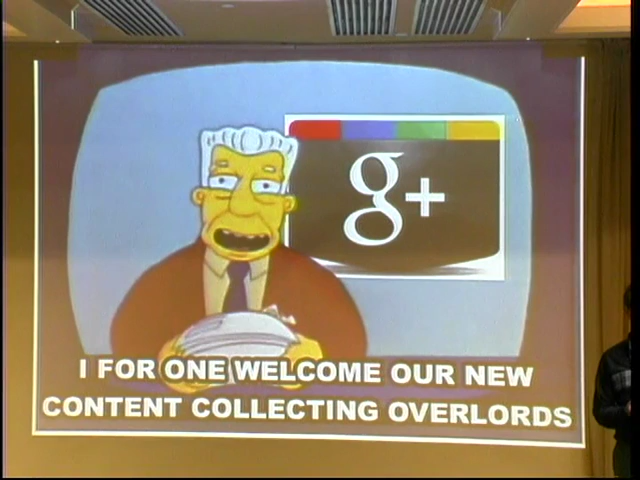 g+
I FOR ONE WELCOME OUR NEW
CONTENT COLLECTING OVERLORDS